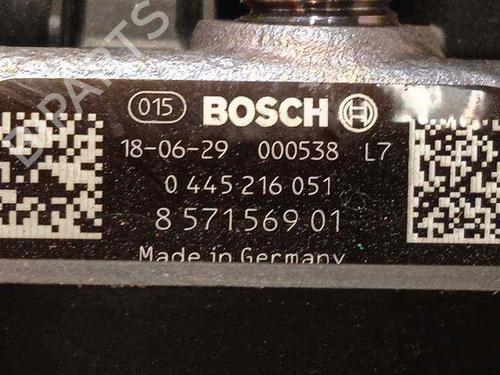 015 BOSCH
18-06-29 000538 L7
0 445 216 051
8 571 569 01
Made in Germany